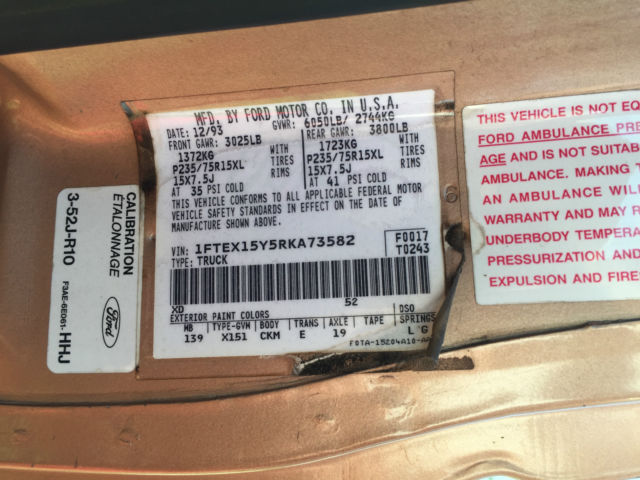 MFD. BY FORD MOTOR CO. IN U.S.A.
DATE: 12/93 GVWR: 6050LB/ 2744KG
FRONT GAWR: 3025LB REAR GAWR: 3800LB
1372KG WITH 1723KG WITH
P235/75R15XL TIRES P235/75R15XL TIRES
15X7.5J RIMS 15X7.5J RIMS
AT 35 PSI COLD AT 41 PSI COLD
THIS VEHICLE CONFORMS TO ALL APPLICABLE FEDERAL MOTOR
VEHICLE SAFETY STANDARDS IN EFFECT ON THE DATE OF
MANUFACTURE SHOWN ABOVE.
VIN: 1FTEX15Y5RKA73582 F0017
TYPE: TRUCK T0243
XD 52
EXTERIOR PAINT COLORS DSO
WB TYPE-GVM BODY TRANS AXLE TAPE SPRINGS
139 X151 CKM E 19 L G
F0TA-15204A10-AA
CALIBRATION
ÉTALONNAGE
3-52J-R10
Ford
F3AE-6E061- HHJ
THIS VEHICLE IS NOT EQ
FORD AMBULANCE PRE
AGE AND IS NOT SUITAB
AMBULANCE. MAKING T
AN AMBULANCE WILL
WARRANTY AND MAY R
UNDERBODY TEMPERA
PRESSURIZATION AND
EXPULSION AND FIRE